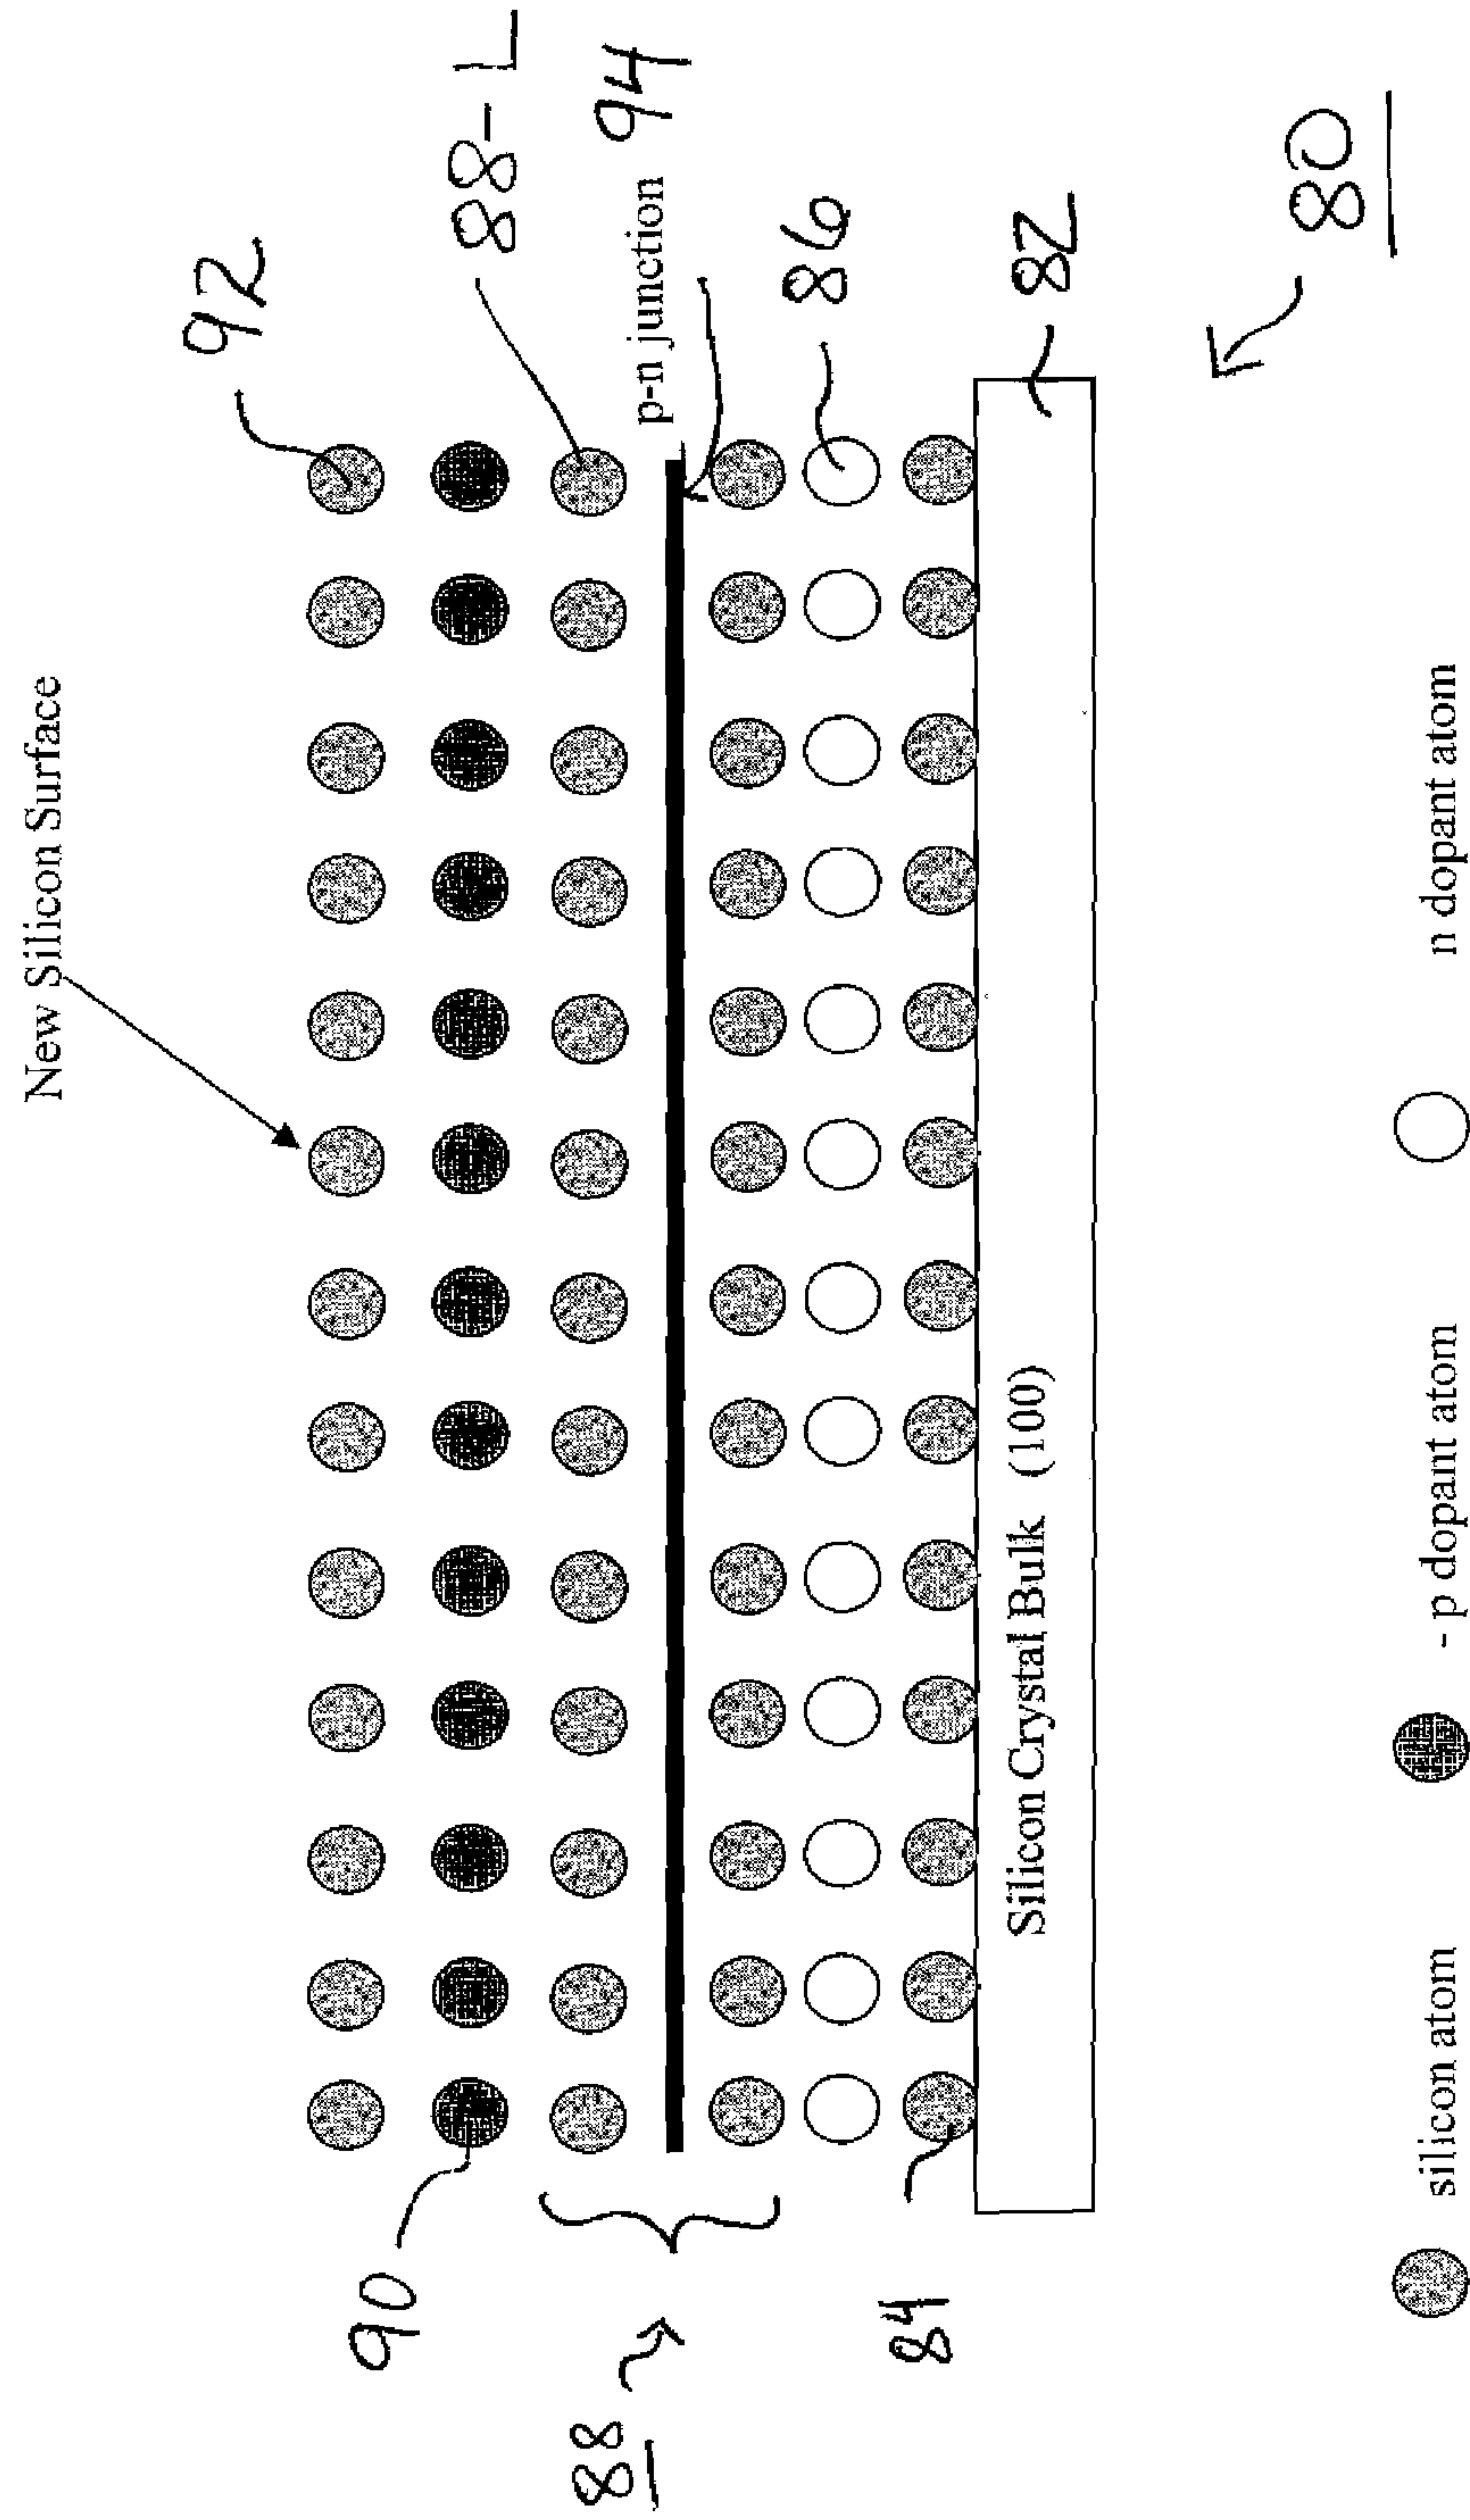 New Silicon Surface
92
88-L
90
p-n junction
94
88
86
84
Silicon Crystal Bulk (100)
82
80
silicon atom
- p dopant atom
n dopant atom